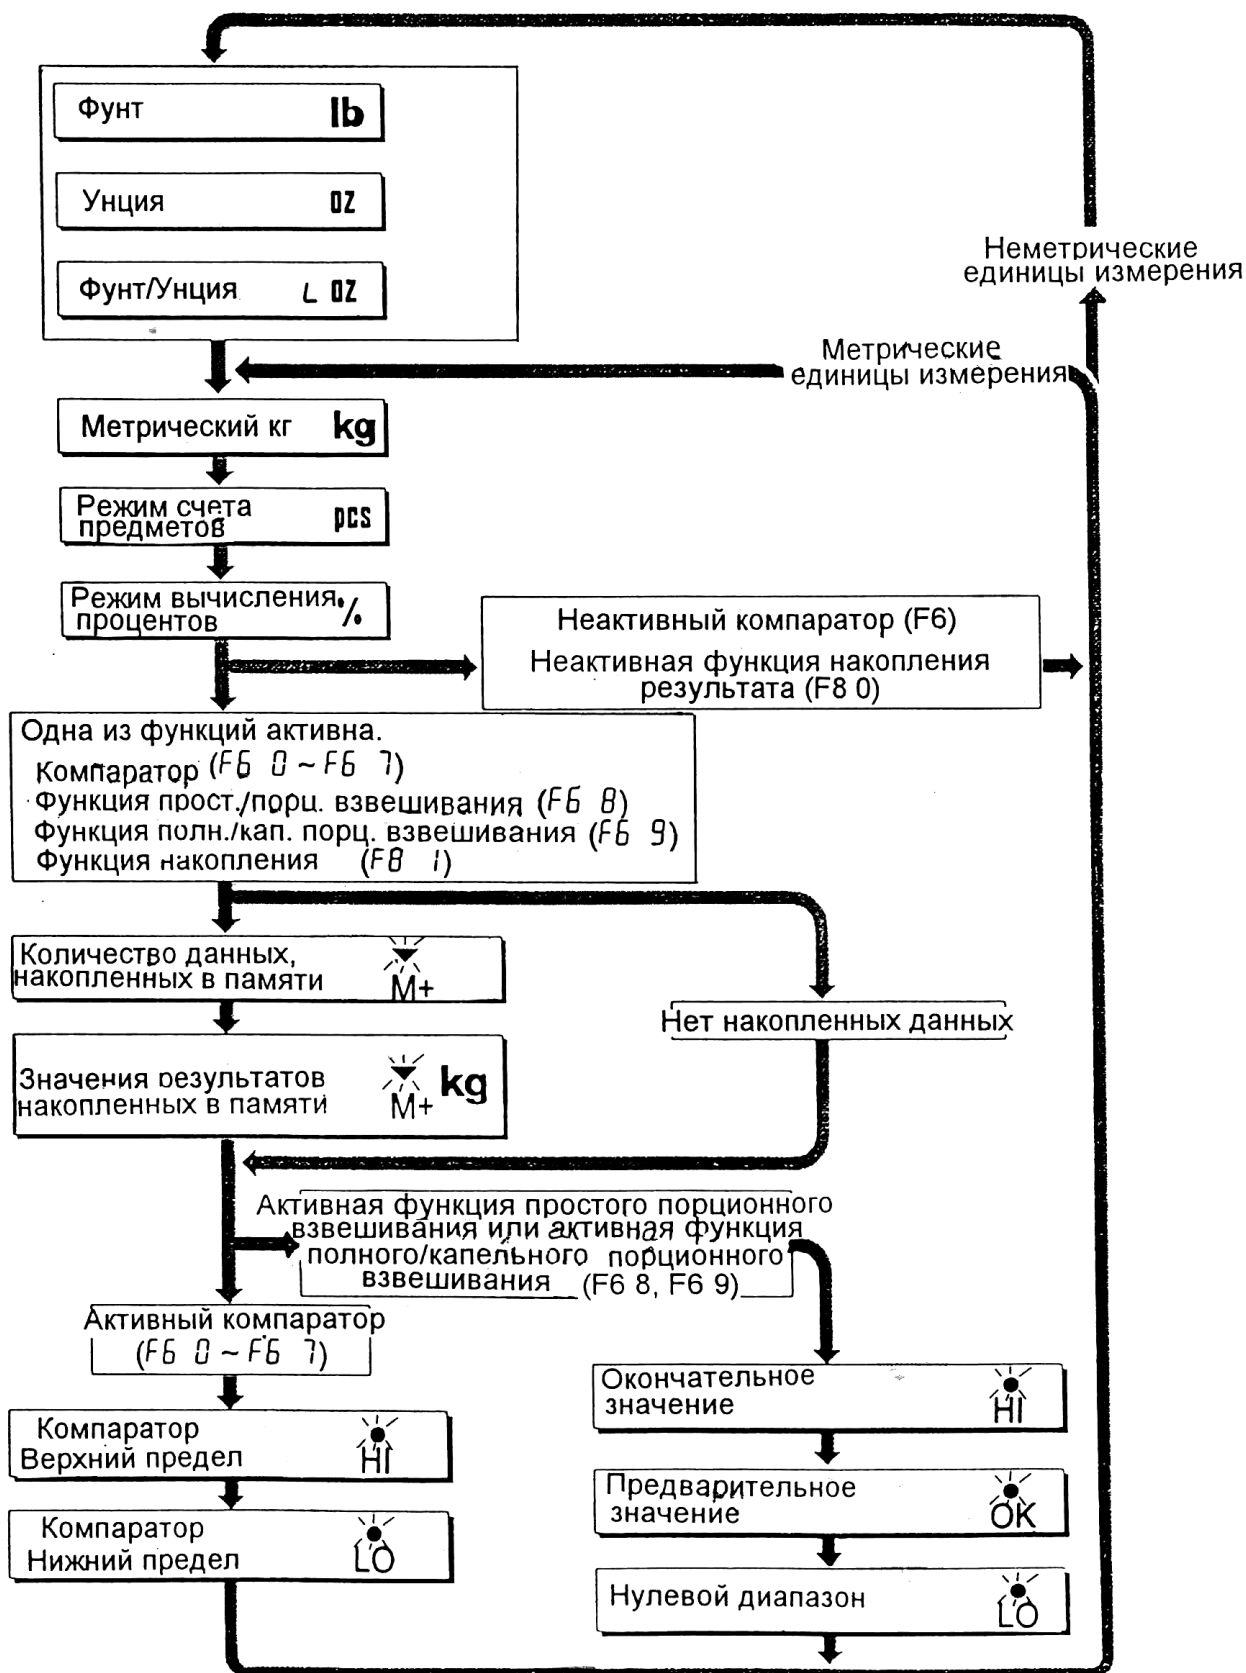 Фунт lb
Унция oz
Фунт/Унция L oz
Неметрические
единицы измерения
Метрические
единицы измерения
Метрический кг kg
Режим счета
предметов pcs
Режим вычисления
процентов %
Неактивный компаратор (F6)
Неактивная функция накопления
результата (F8 0)
Одна из функций активна.
Компаратор (F6 0 ~ F6 7)
Функция прост./порц. взвешивания (F6 8)
Функция полн./кап. порц. взвешивания (F6 9)
Функция накопления (F8 1)
Количество данных,
накопленных в памяти M+
Нет накопленных данных
Значения результатов
накопленных в памяти M+ kg
Активная функция простого порционного
взвешивания или активная функция
полного/капельного порционного
взвешивания (F6 8, F6 9)
Активный компаратор
(F6 0 ~ F6 7)
Окончательное
значение HI
Компаратор
Верхний предел HI
Предварительное
значение OK
Компаратор
Нижний предел LO
Нулевой диапазон LO